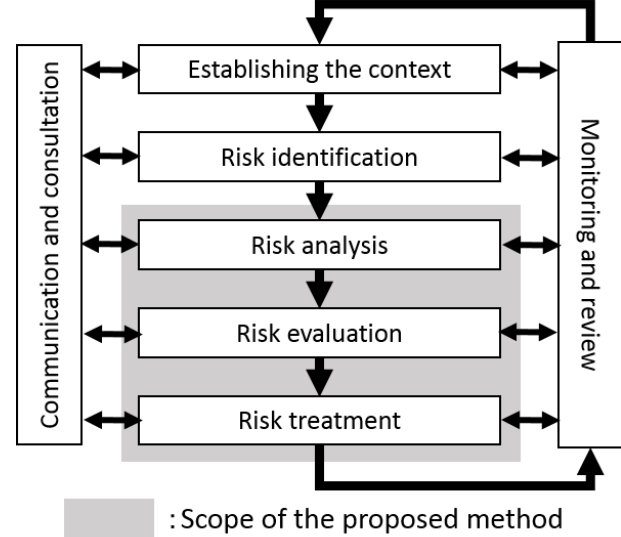 Communication and consultation
Establishing the context
Risk identification
Risk analysis
Risk evaluation
Risk treatment
Monitoring and review
: Scope of the proposed method